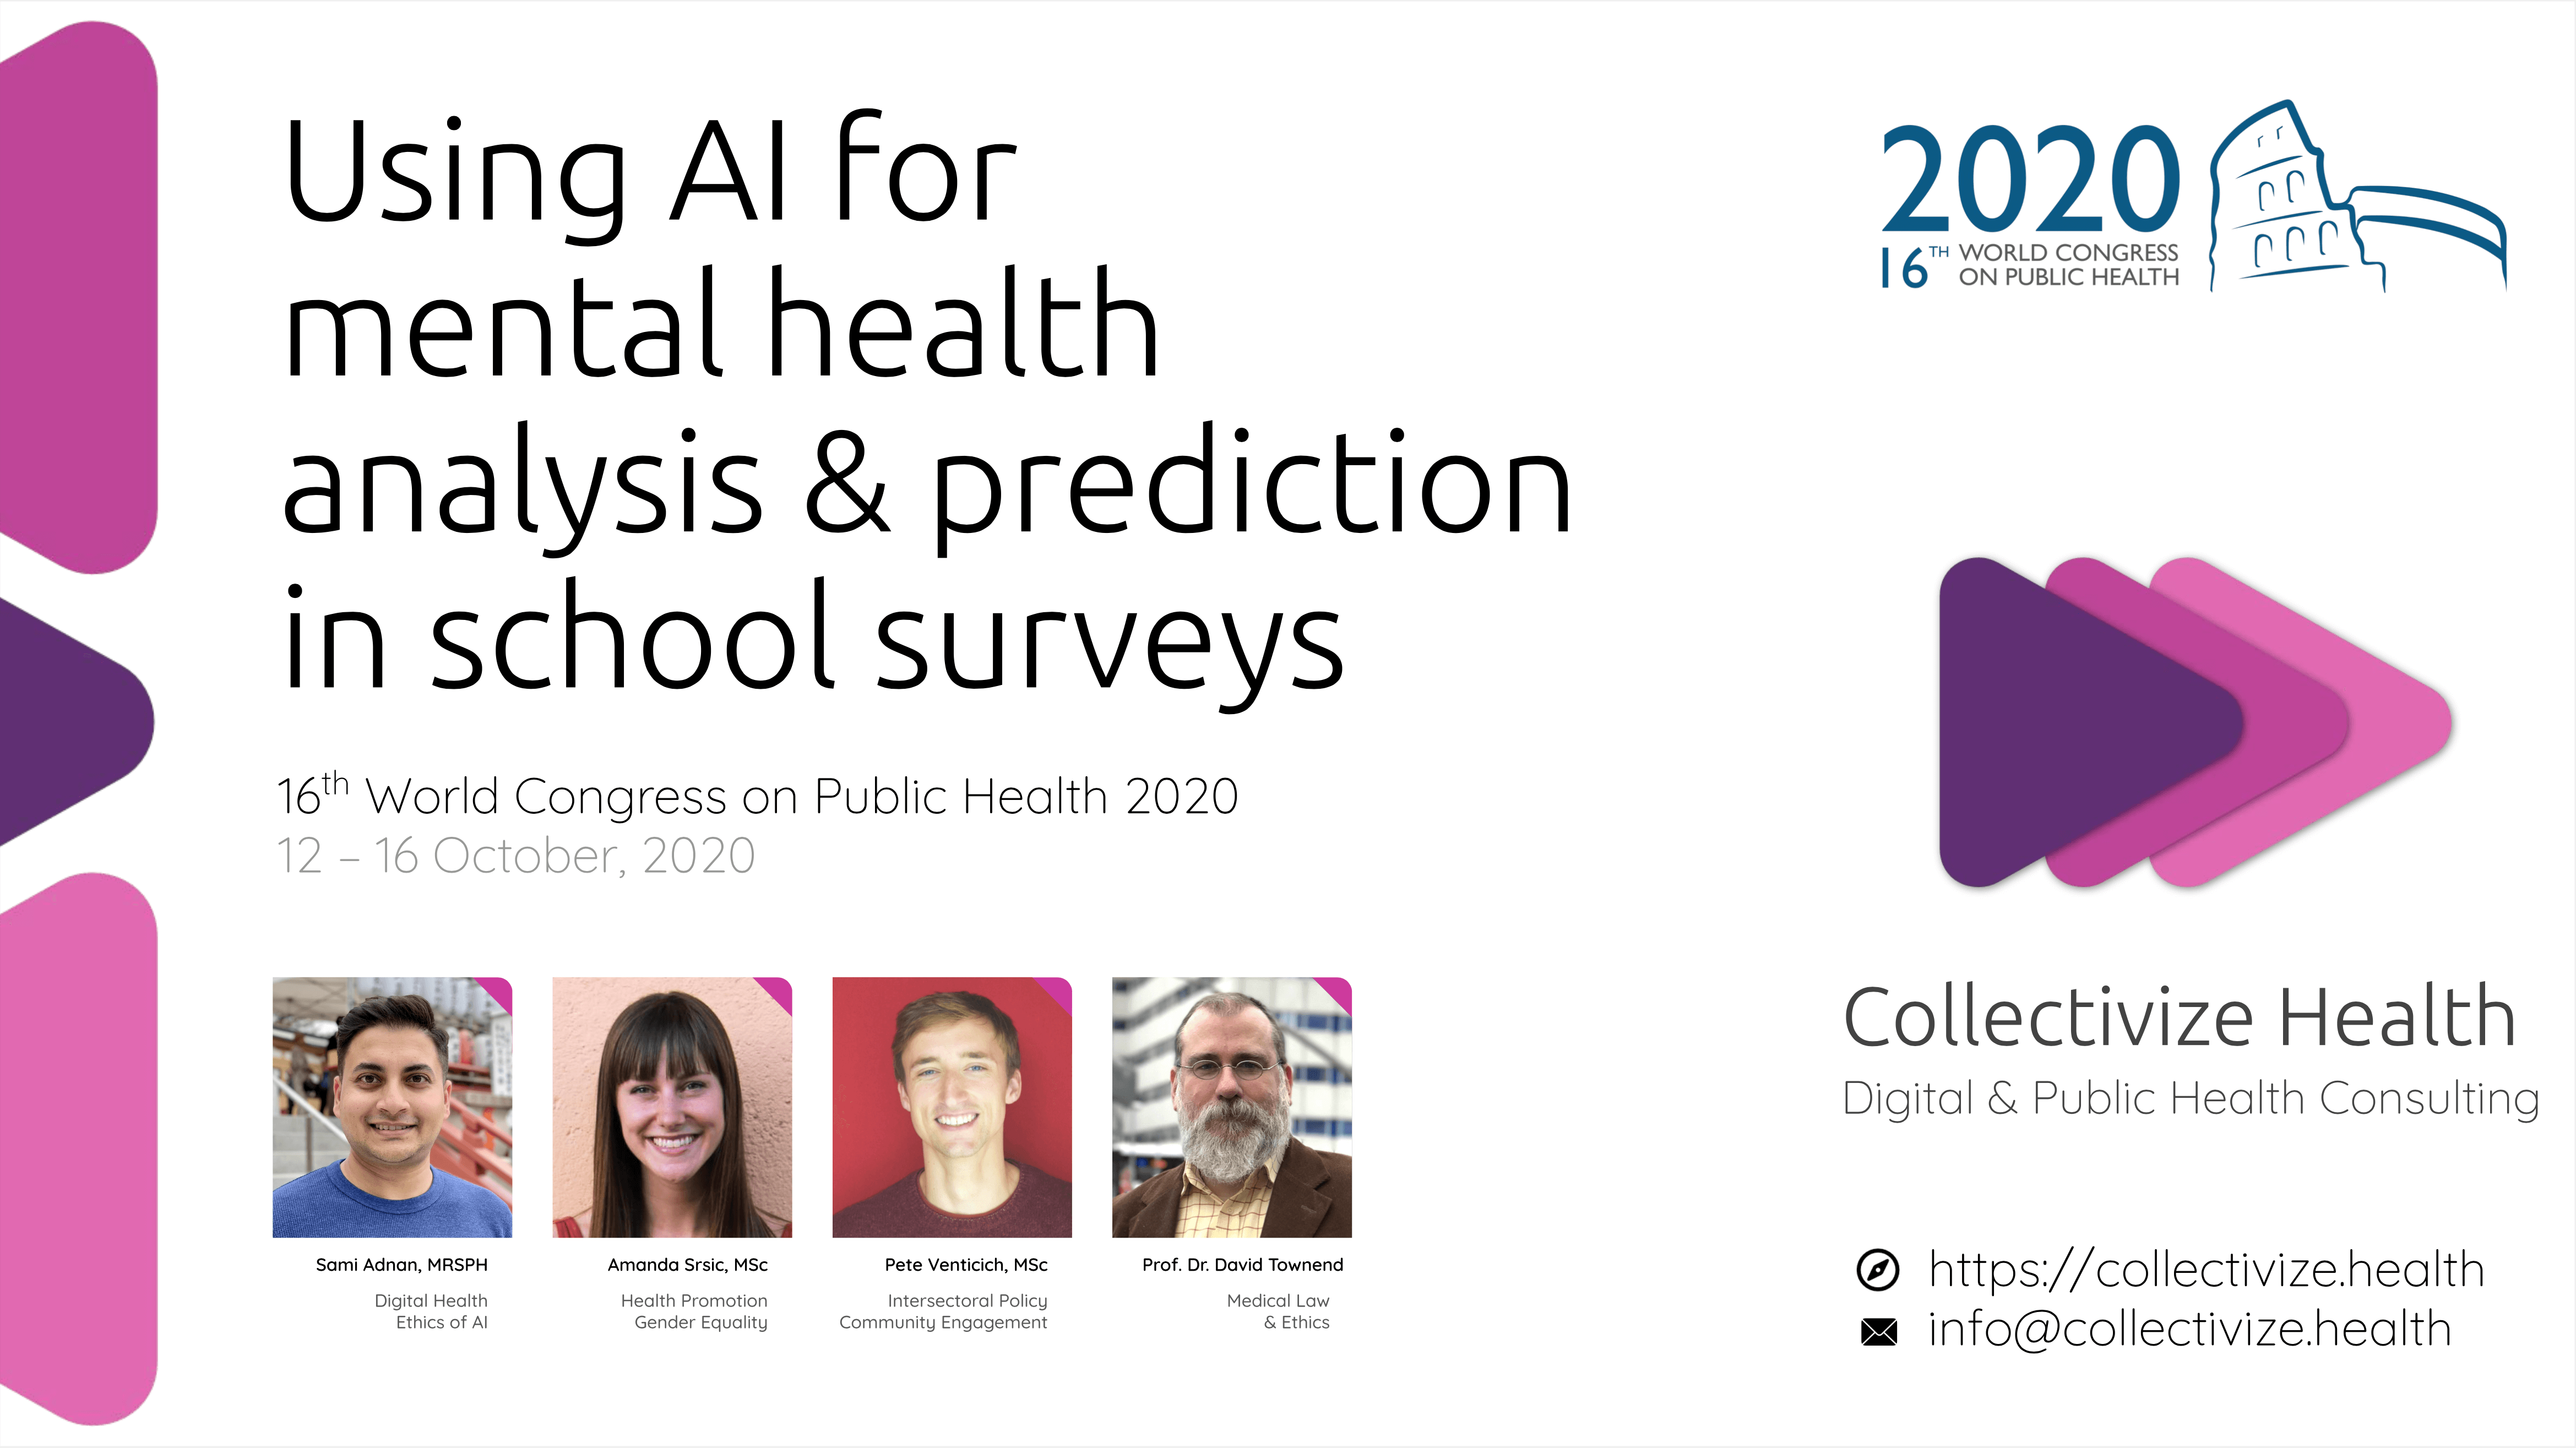 Using AI for
mental health
analysis & prediction
in school surveys
16th World Congress on Public Health 2020
12 – 16 October, 2020
Sami Adnan, MRSPH
Digital Health
Ethics of AI
Amanda Srsic, MSc
Health Promotion
Gender Equality
Pete Venticich, MSc
Intersectoral Policy
Community Engagement
Prof. Dr. David Townend
Medical Law
& Ethics
2020
16TH WORLD CONGRESS
ON PUBLIC HEALTH
Collectivize Health
Digital & Public Health Consulting
https://collectivize.health
info@collectivize.health